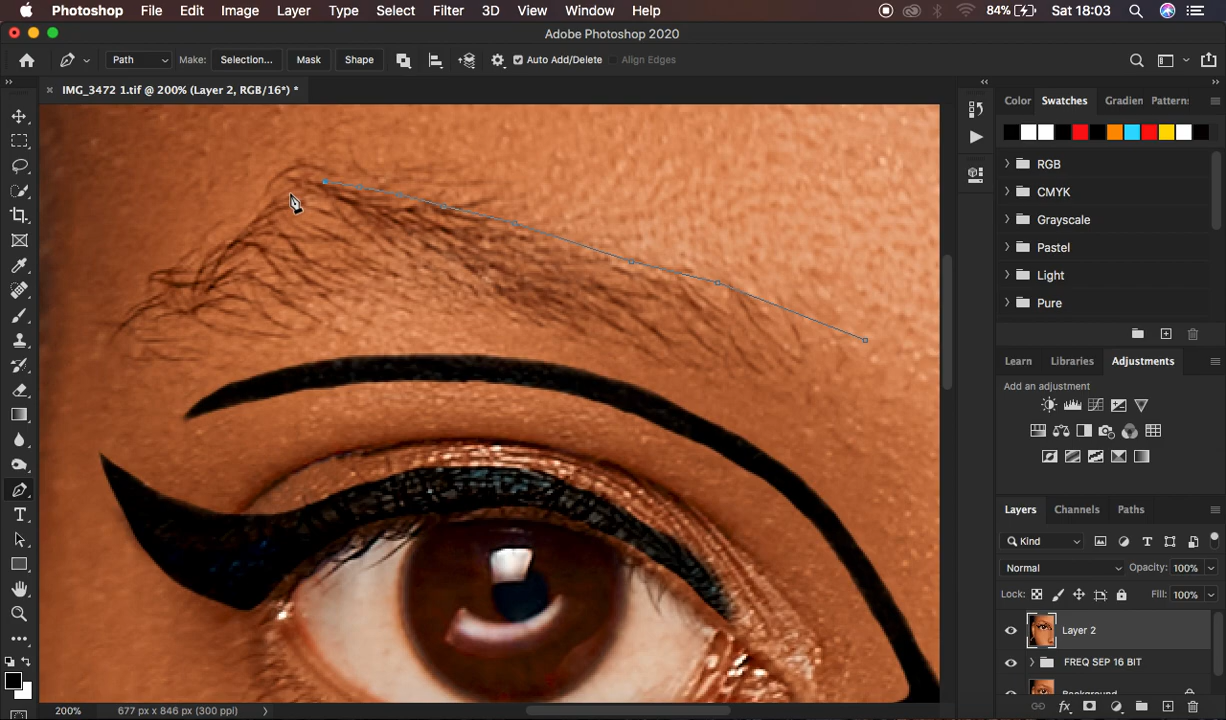 Photoshop File Edit Image Layer Type Select Filter 3D View Window Help 84% Sat 18:03
Adobe Photoshop 2020
Path Make: Selection... Mask Shape Auto Add/Delete Align Edges
IMG_3472 1.tif @ 200% (Layer 2, RGB/16*) *
Color Swatches Gradien Patterns
RGB
CMYK
Grayscale
Pastel
Light
Pure
Learn Libraries Adjustments
Add an adjustment
Layers Channels Paths
Kind
Normal Opacity: 100%
Lock: Fill: 100%
Layer 2
FREQ SEP 16 BIT
Background
fx
200% 677 px x 846 px (300 ppi)